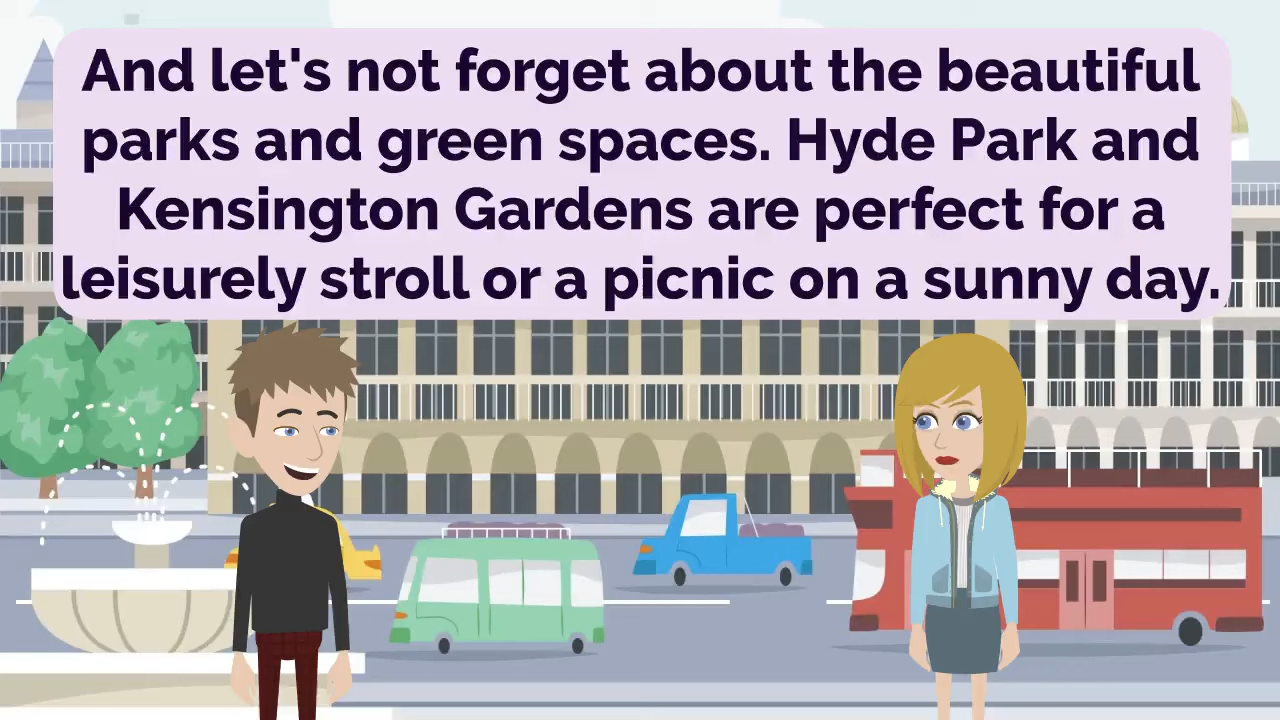 And let's not forget about the beautiful
parks and green spaces. Hyde Park and
Kensington Gardens are perfect for a
leisurely stroll or a picnic on a sunny day.